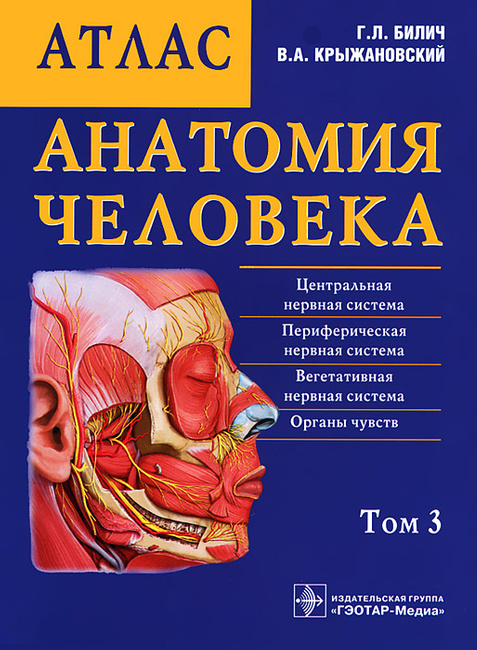 АТЛАС
Г.Л. БИЛИЧ
В.А. КРЫЖАНОВСКИЙ
АНАТОМИЯ
ЧЕЛОВЕКА
Центральная
нервная система
Периферическая
нервная система
Вегетативная
нервная система
Органы чувств
Том 3
ИЗДАТЕЛЬСКАЯ ГРУППА
«ГЭОТАР-Медиа»